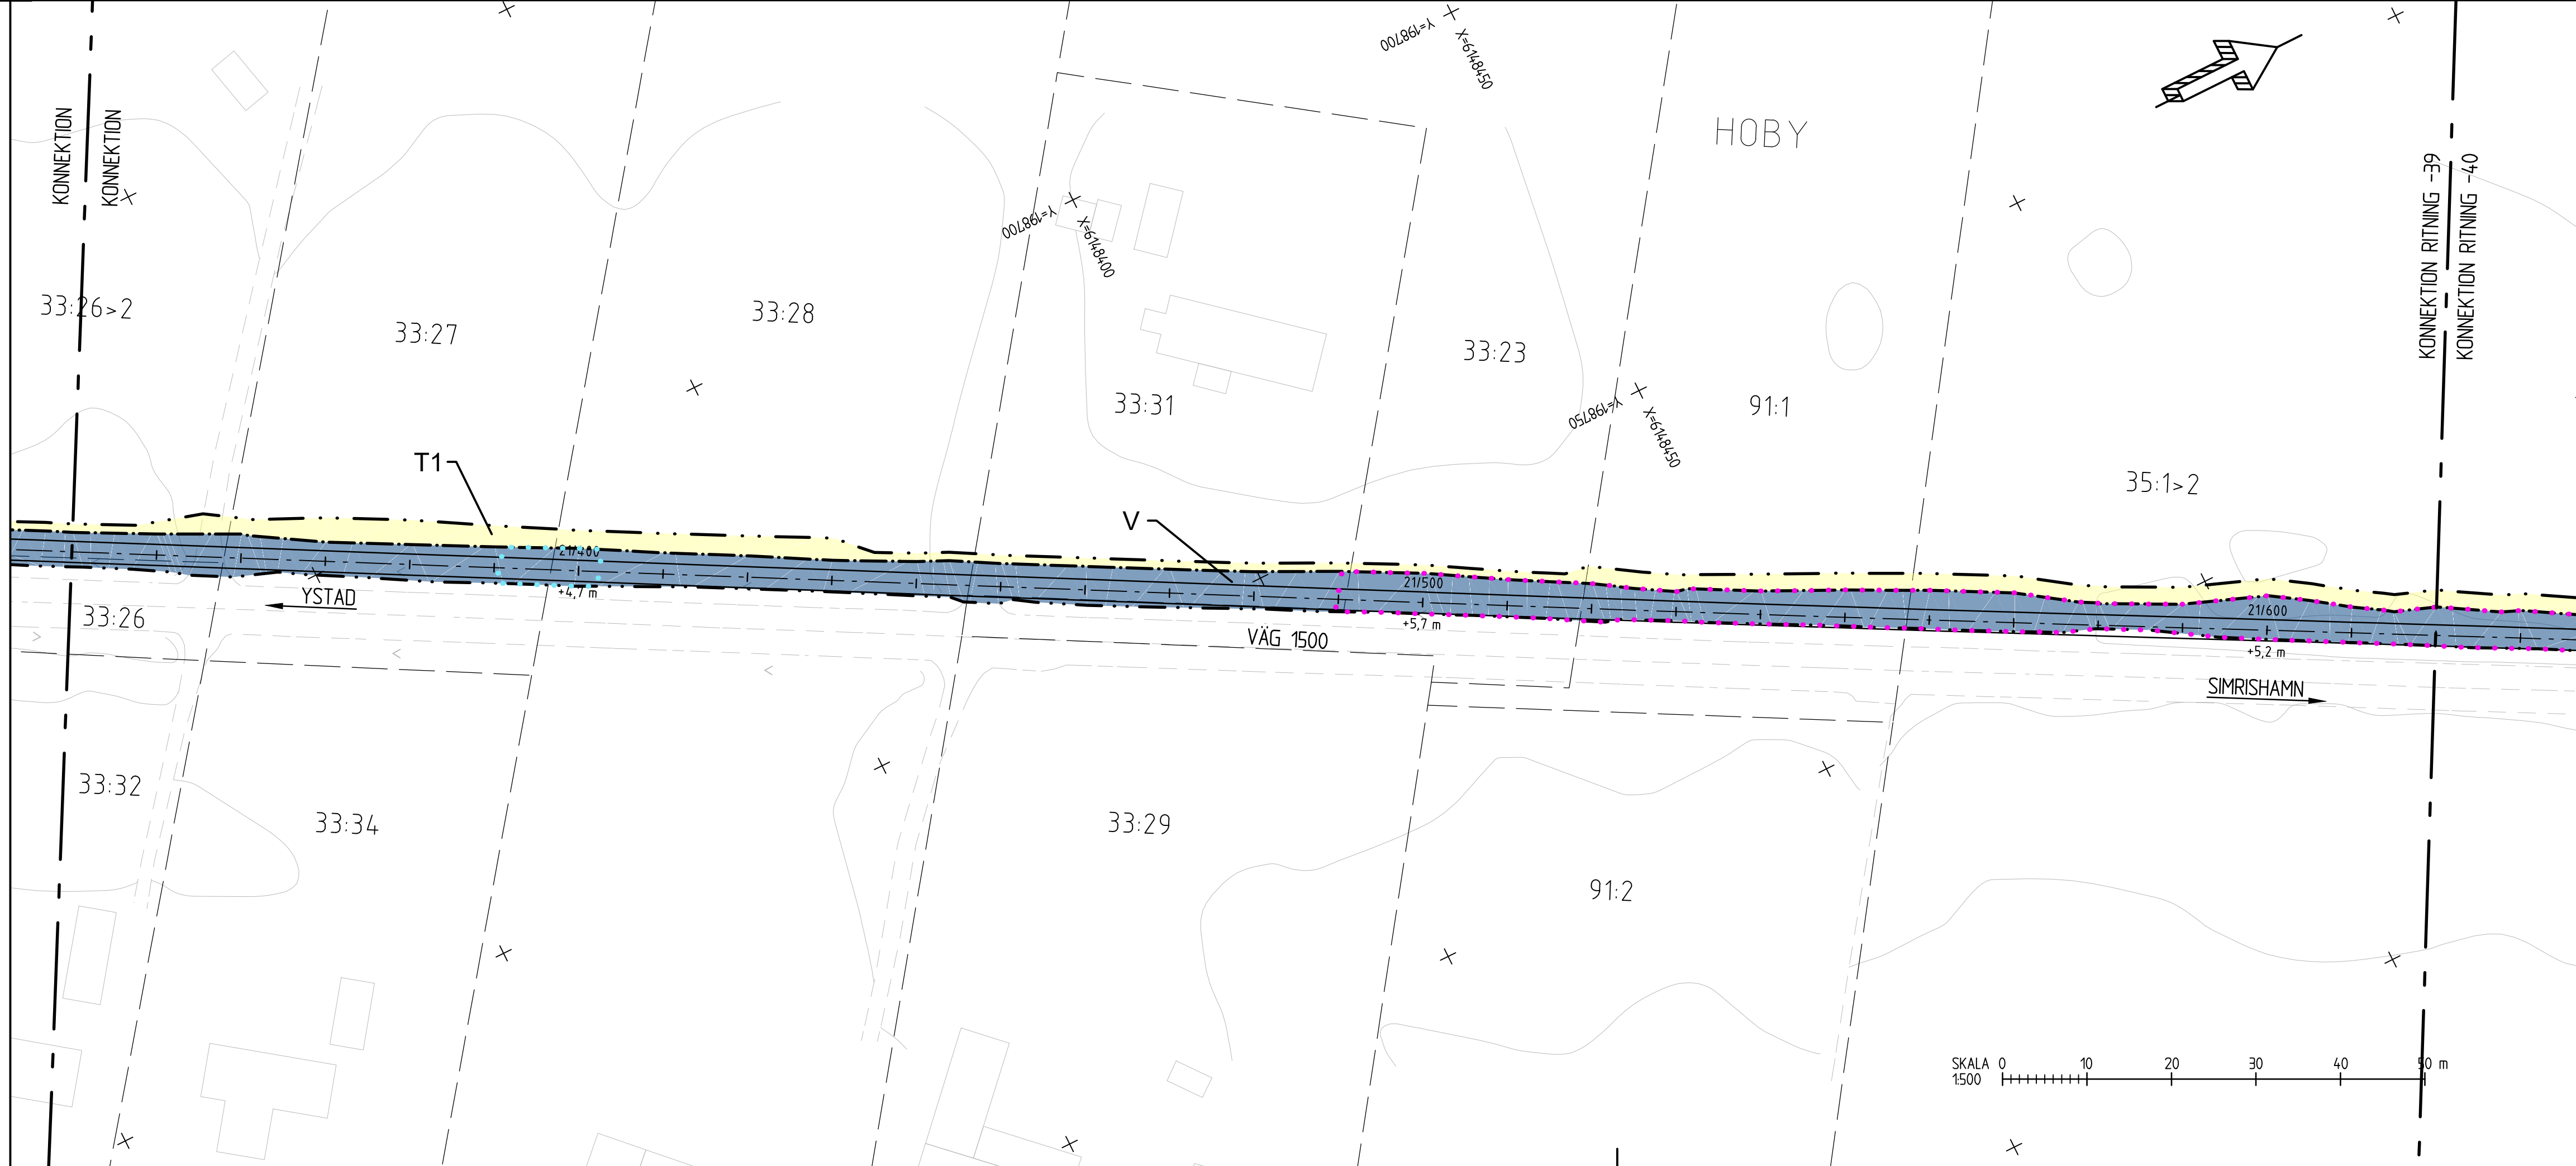 Y=198700
X=6148450
HOBY
KONNEKTION
KONNEKTION
KONNEKTION RITNING -39
KONNEKTION RITNING -40
Y=198700
X=6148400
33:26>2
33:27
33:28
33:31
33:23
Y=198750
X=6148450
91:1
35:1>2
T1
V
21/400
+4,7 m
21/500
+5,7 m
21/600
+5,2 m
YSTAD
33:26
VÄG 1500
SIMRISHAMN
33:32
33:34
33:29
91:2
SKALA 0 10 20 30 40 50 m
1:500